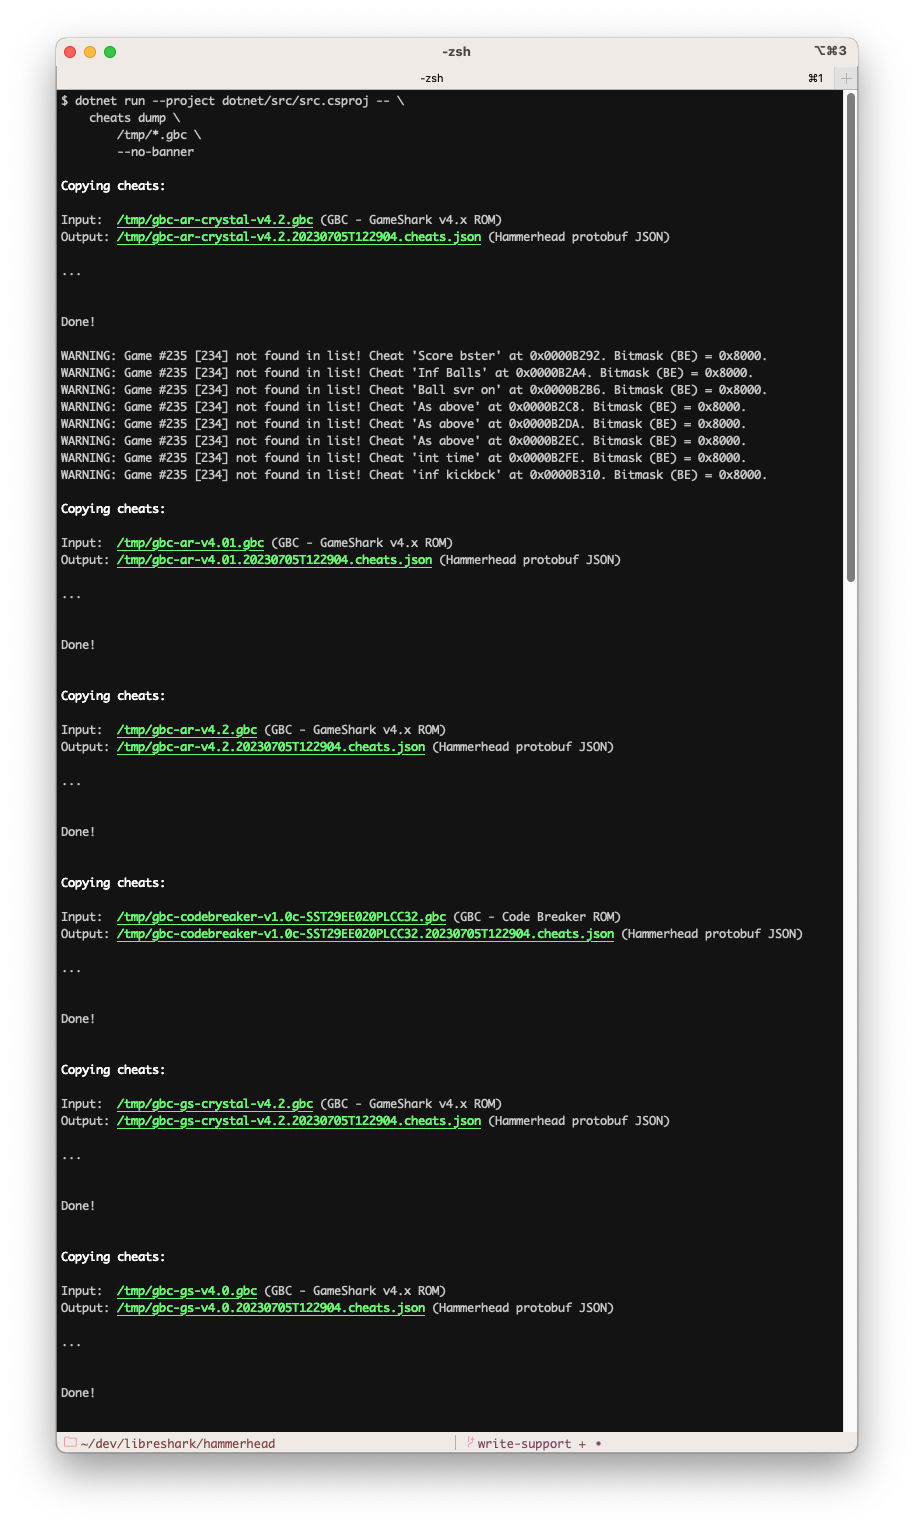 -zsh
⌥⌘3
-zsh
⌘1
$ dotnet run --project dotnet/src/src.csproj -- \
cheats dump \
/tmp/*.gbc \
--no-banner
Copying cheats:
Input: /tmp/gbc-ar-crystal-v4.2.gbc (GBC - GameShark v4.x ROM)
Output: /tmp/gbc-ar-crystal-v4.2.20230705T122904.cheats.json (Hammerhead protobuf JSON)
...
Done!
WARNING: Game #235 [234] not found in list! Cheat 'Score bster' at 0x0000B292. Bitmask (BE) = 0x8000.
WARNING: Game #235 [234] not found in list! Cheat 'Inf Balls' at 0x0000B2A4. Bitmask (BE) = 0x8000.
WARNING: Game #235 [234] not found in list! Cheat 'Ball svr on' at 0x0000B2B6. Bitmask (BE) = 0x8000.
WARNING: Game #235 [234] not found in list! Cheat 'As above' at 0x0000B2C8. Bitmask (BE) = 0x8000.
WARNING: Game #235 [234] not found in list! Cheat 'As above' at 0x0000B2DA. Bitmask (BE) = 0x8000.
WARNING: Game #235 [234] not found in list! Cheat 'As above' at 0x0000B2EC. Bitmask (BE) = 0x8000.
WARNING: Game #235 [234] not found in list! Cheat 'int time' at 0x0000B2FE. Bitmask (BE) = 0x8000.
WARNING: Game #235 [234] not found in list! Cheat 'inf kickbck' at 0x0000B310. Bitmask (BE) = 0x8000.
Copying cheats:
Input: /tmp/gbc-ar-v4.01.gbc (GBC - GameShark v4.x ROM)
Output: /tmp/gbc-ar-v4.01.20230705T122904.cheats.json (Hammerhead protobuf JSON)
...
Done!
Copying cheats:
Input: /tmp/gbc-ar-v4.2.gbc (GBC - GameShark v4.x ROM)
Output: /tmp/gbc-ar-v4.2.20230705T122904.cheats.json (Hammerhead protobuf JSON)
...
Done!
Copying cheats:
Input: /tmp/gbc-codebreaker-v1.0c-SST29EE020PLCC32.gbc (GBC - Code Breaker ROM)
Output: /tmp/gbc-codebreaker-v1.0c-SST29EE020PLCC32.20230705T122904.cheats.json (Hammerhead protobuf JSON)
...
Done!
Copying cheats:
Input: /tmp/gbc-gs-crystal-v4.2.gbc (GBC - GameShark v4.x ROM)
Output: /tmp/gbc-gs-crystal-v4.2.20230705T122904.cheats.json (Hammerhead protobuf JSON)
...
Done!
Copying cheats:
Input: /tmp/gbc-gs-v4.0.gbc (GBC - GameShark v4.x ROM)
Output: /tmp/gbc-gs-v4.0.20230705T122904.cheats.json (Hammerhead protobuf JSON)
...
Done!
~/dev/libreshark/hammerhead
write-support + •